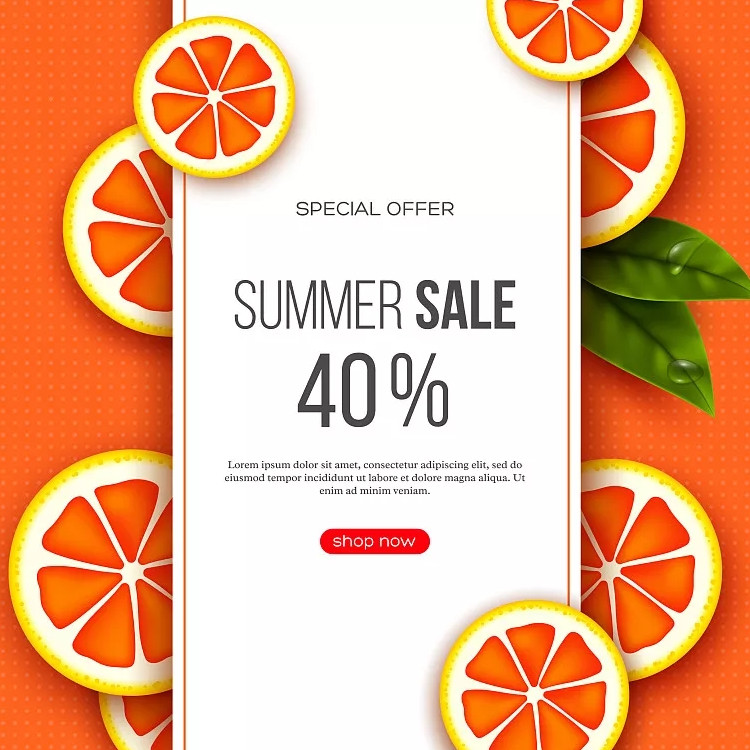 SPECIAL OFFER
SUMMER SALE
40%
Lorem ipsum dolor sit amet, consectetur adipiscing elit, sed do
eiusmod tempor incididunt ut labore et dolore magna aliqua. Ut
enim ad minim veniam.
shop now